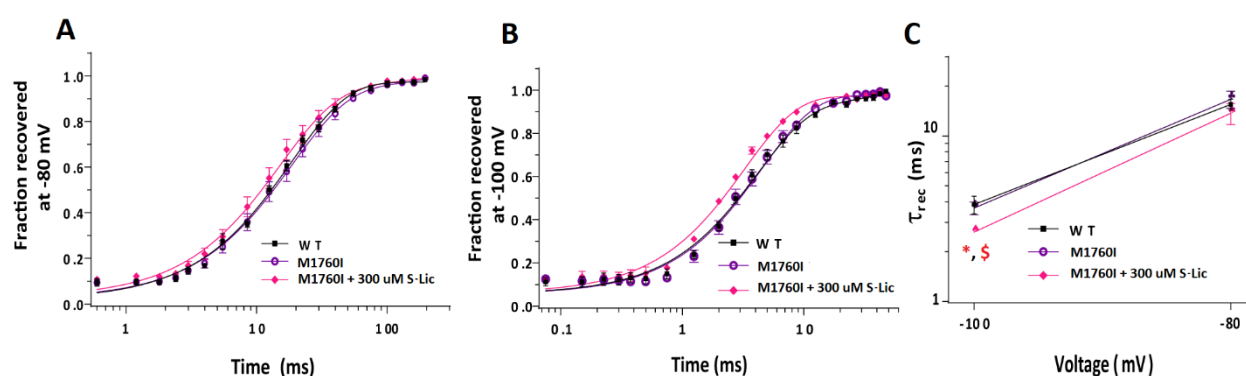 A
Fraction recovered
at -80 mV
1.0
0.8
0.6
0.4
0.2
0.0
1
10
100
Time (ms)
W T
M1760I
M1760I + 300 uM S-Lic
B
Fraction recovered
at -100 mV
1.0
0.8
0.6
0.4
0.2
0.0
0.1
1
10
Time (ms)
W T
M1760I
M1760I + 300 uM S-Lic
C
τrec (ms)
10
1
-100
-80
Voltage (mV)
*, $
W T
M1760I
M1760I + 300 uM S-Lic